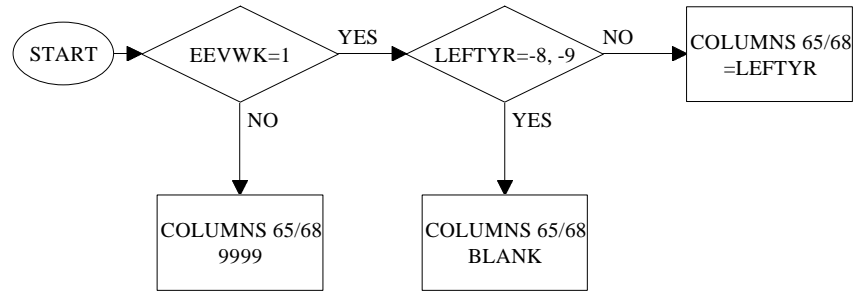 START
EEVWK=1
YES
LEFTYR=-8, -9
NO
COLUMNS 65/68
=LEFTYR
NO
YES
COLUMNS 65/68
9999
COLUMNS 65/68
BLANK